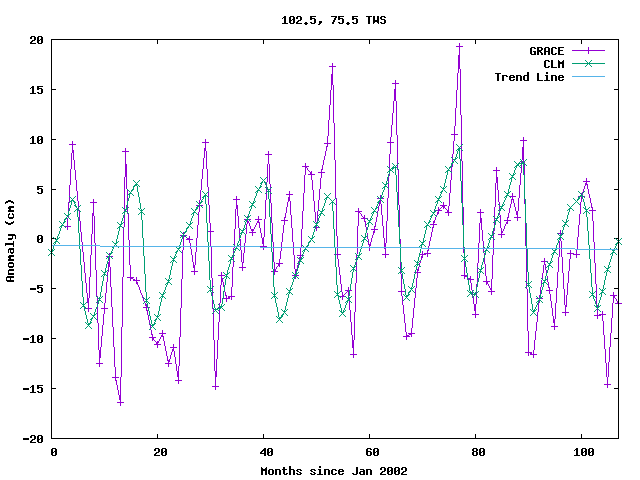 102.5, 75.5 TWS
GRACE
CLM
Trend Line
20
15
10
5
0
-5
-10
-15
-20
Anomaly (cm)
0 20 40 60 80 100
Months since Jan 2002